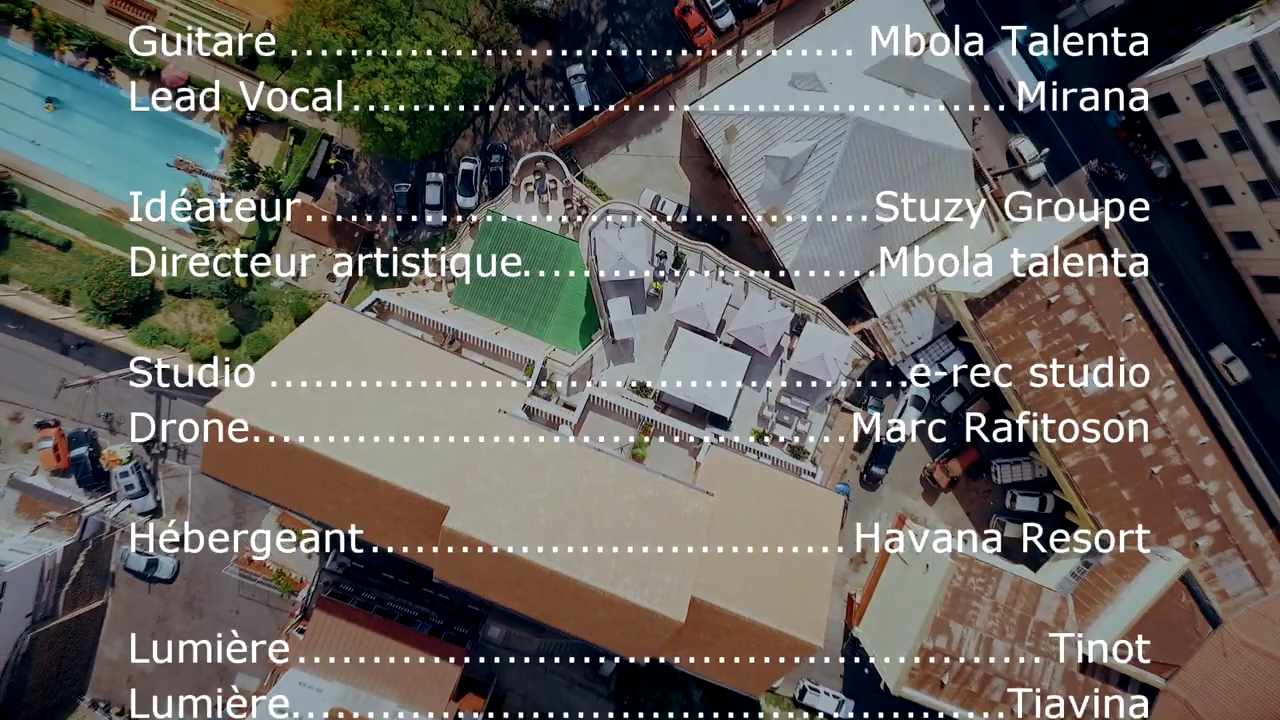 Guitare ..................................... Mbola Talenta
Lead Vocal............................................ Mirana
Idéateur......................................Stuzy Groupe
Directeur artistique........................Mbola talenta
Studio ...........................................e-rec studio
Drone........................................Marc Rafitoson
Hébergeant................................ Havana Resort
Lumière.................................................. Tinot
Lumière................................................Tiavina